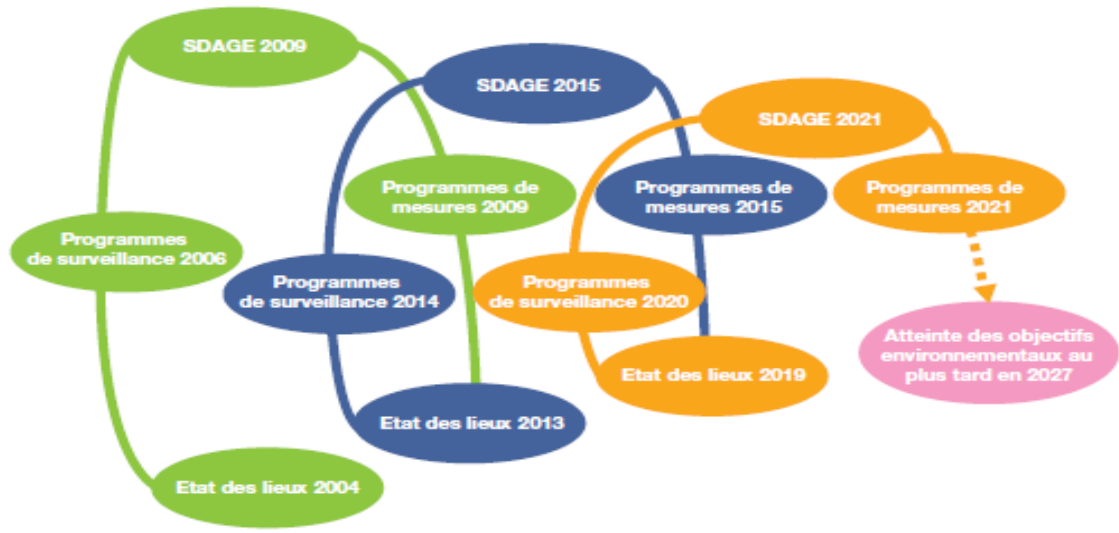 SDAGE 2009
SDAGE 2015
SDAGE 2021
Programmes de
mesures 2009
Programmes de
mesures 2015
Programmes de
mesures 2021
Programmes
de surveillance 2006
Programmes
de surveillance 2014
Programmes
de surveillance 2020
Atteinte des objectifs
environnementaux au
plus tard en 2027
Etat des lieux 2019
Etat des lieux 2013
Etat des lieux 2004